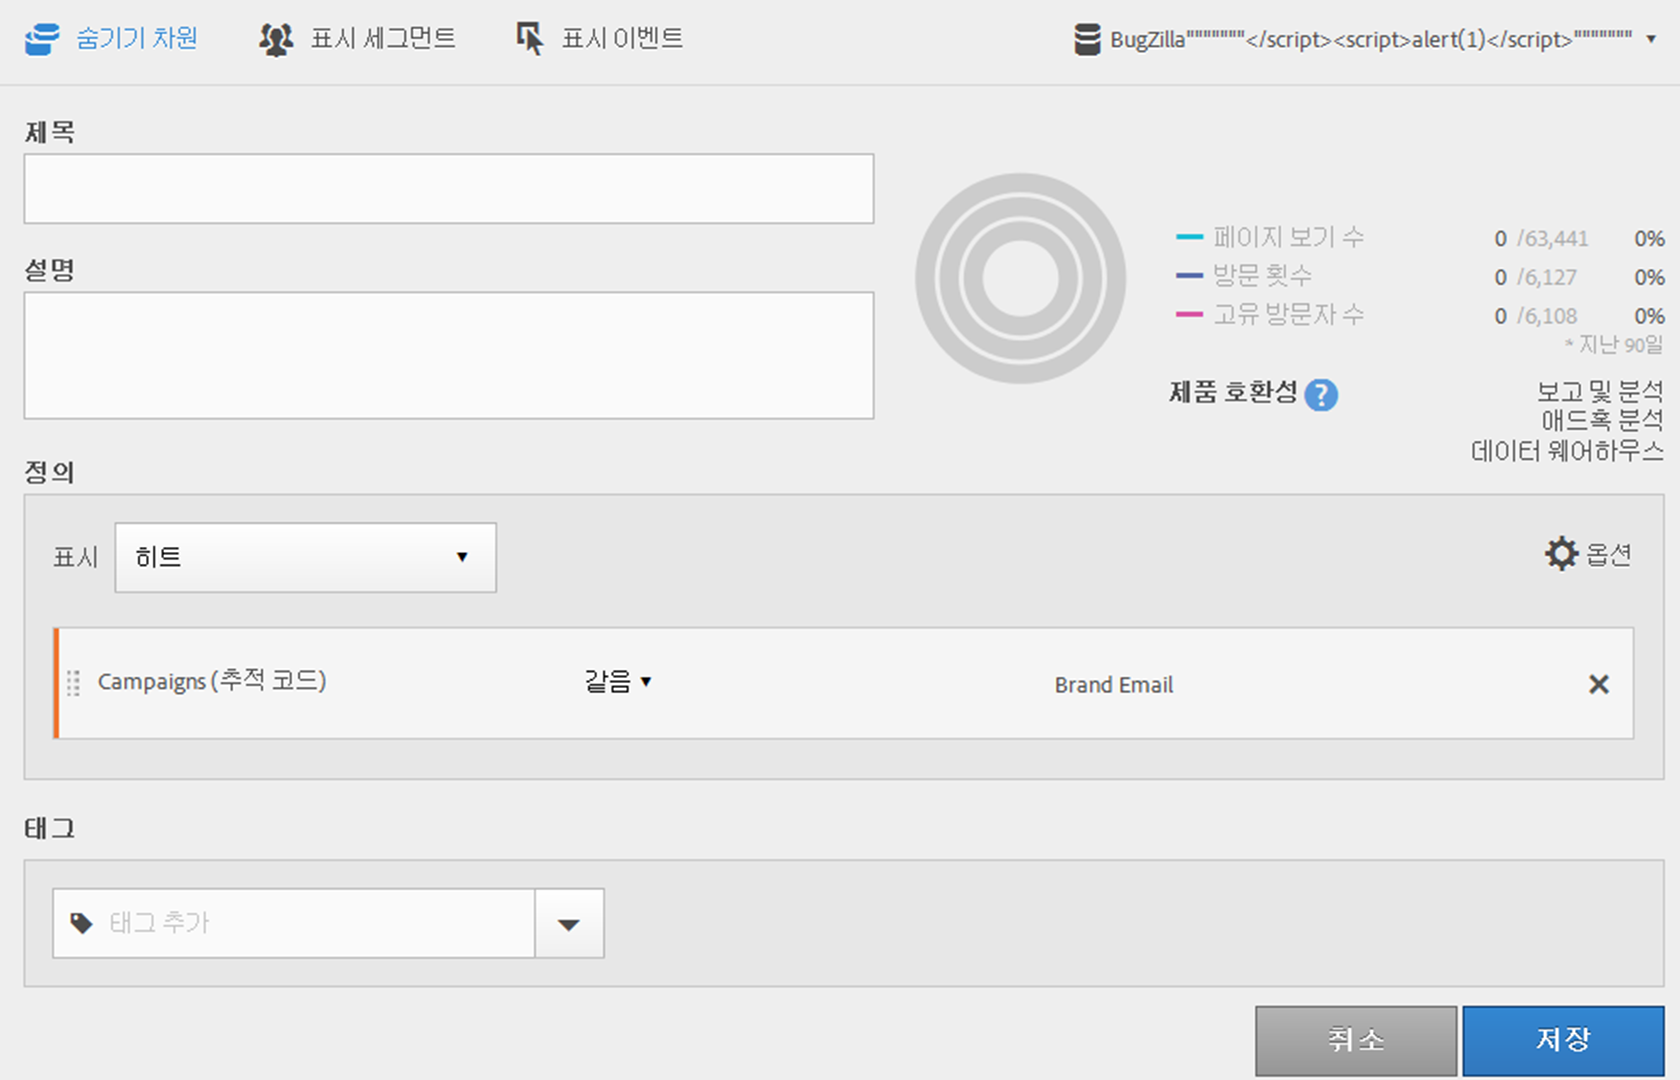 숨기기 차원 표시 세그먼트 표시 이벤트 BugZilla"""""""</script><script>alert(1)</script>""""""" ▼
제목
설명
페이지 보기 수 0 /63,441 0%
방문 횟수 0 /6,127 0%
고유 방문자 수 0 /6,108 0%
* 지난 90일
제품 호환성 ? 보고 및 분석
애드혹 분석
데이터 웨어하우스
정의
표시 히트 ▼ 옵션
Campaigns (추적 코드) 같음 ▼ Brand Email ✕
태그
태그 추가
취소 저장